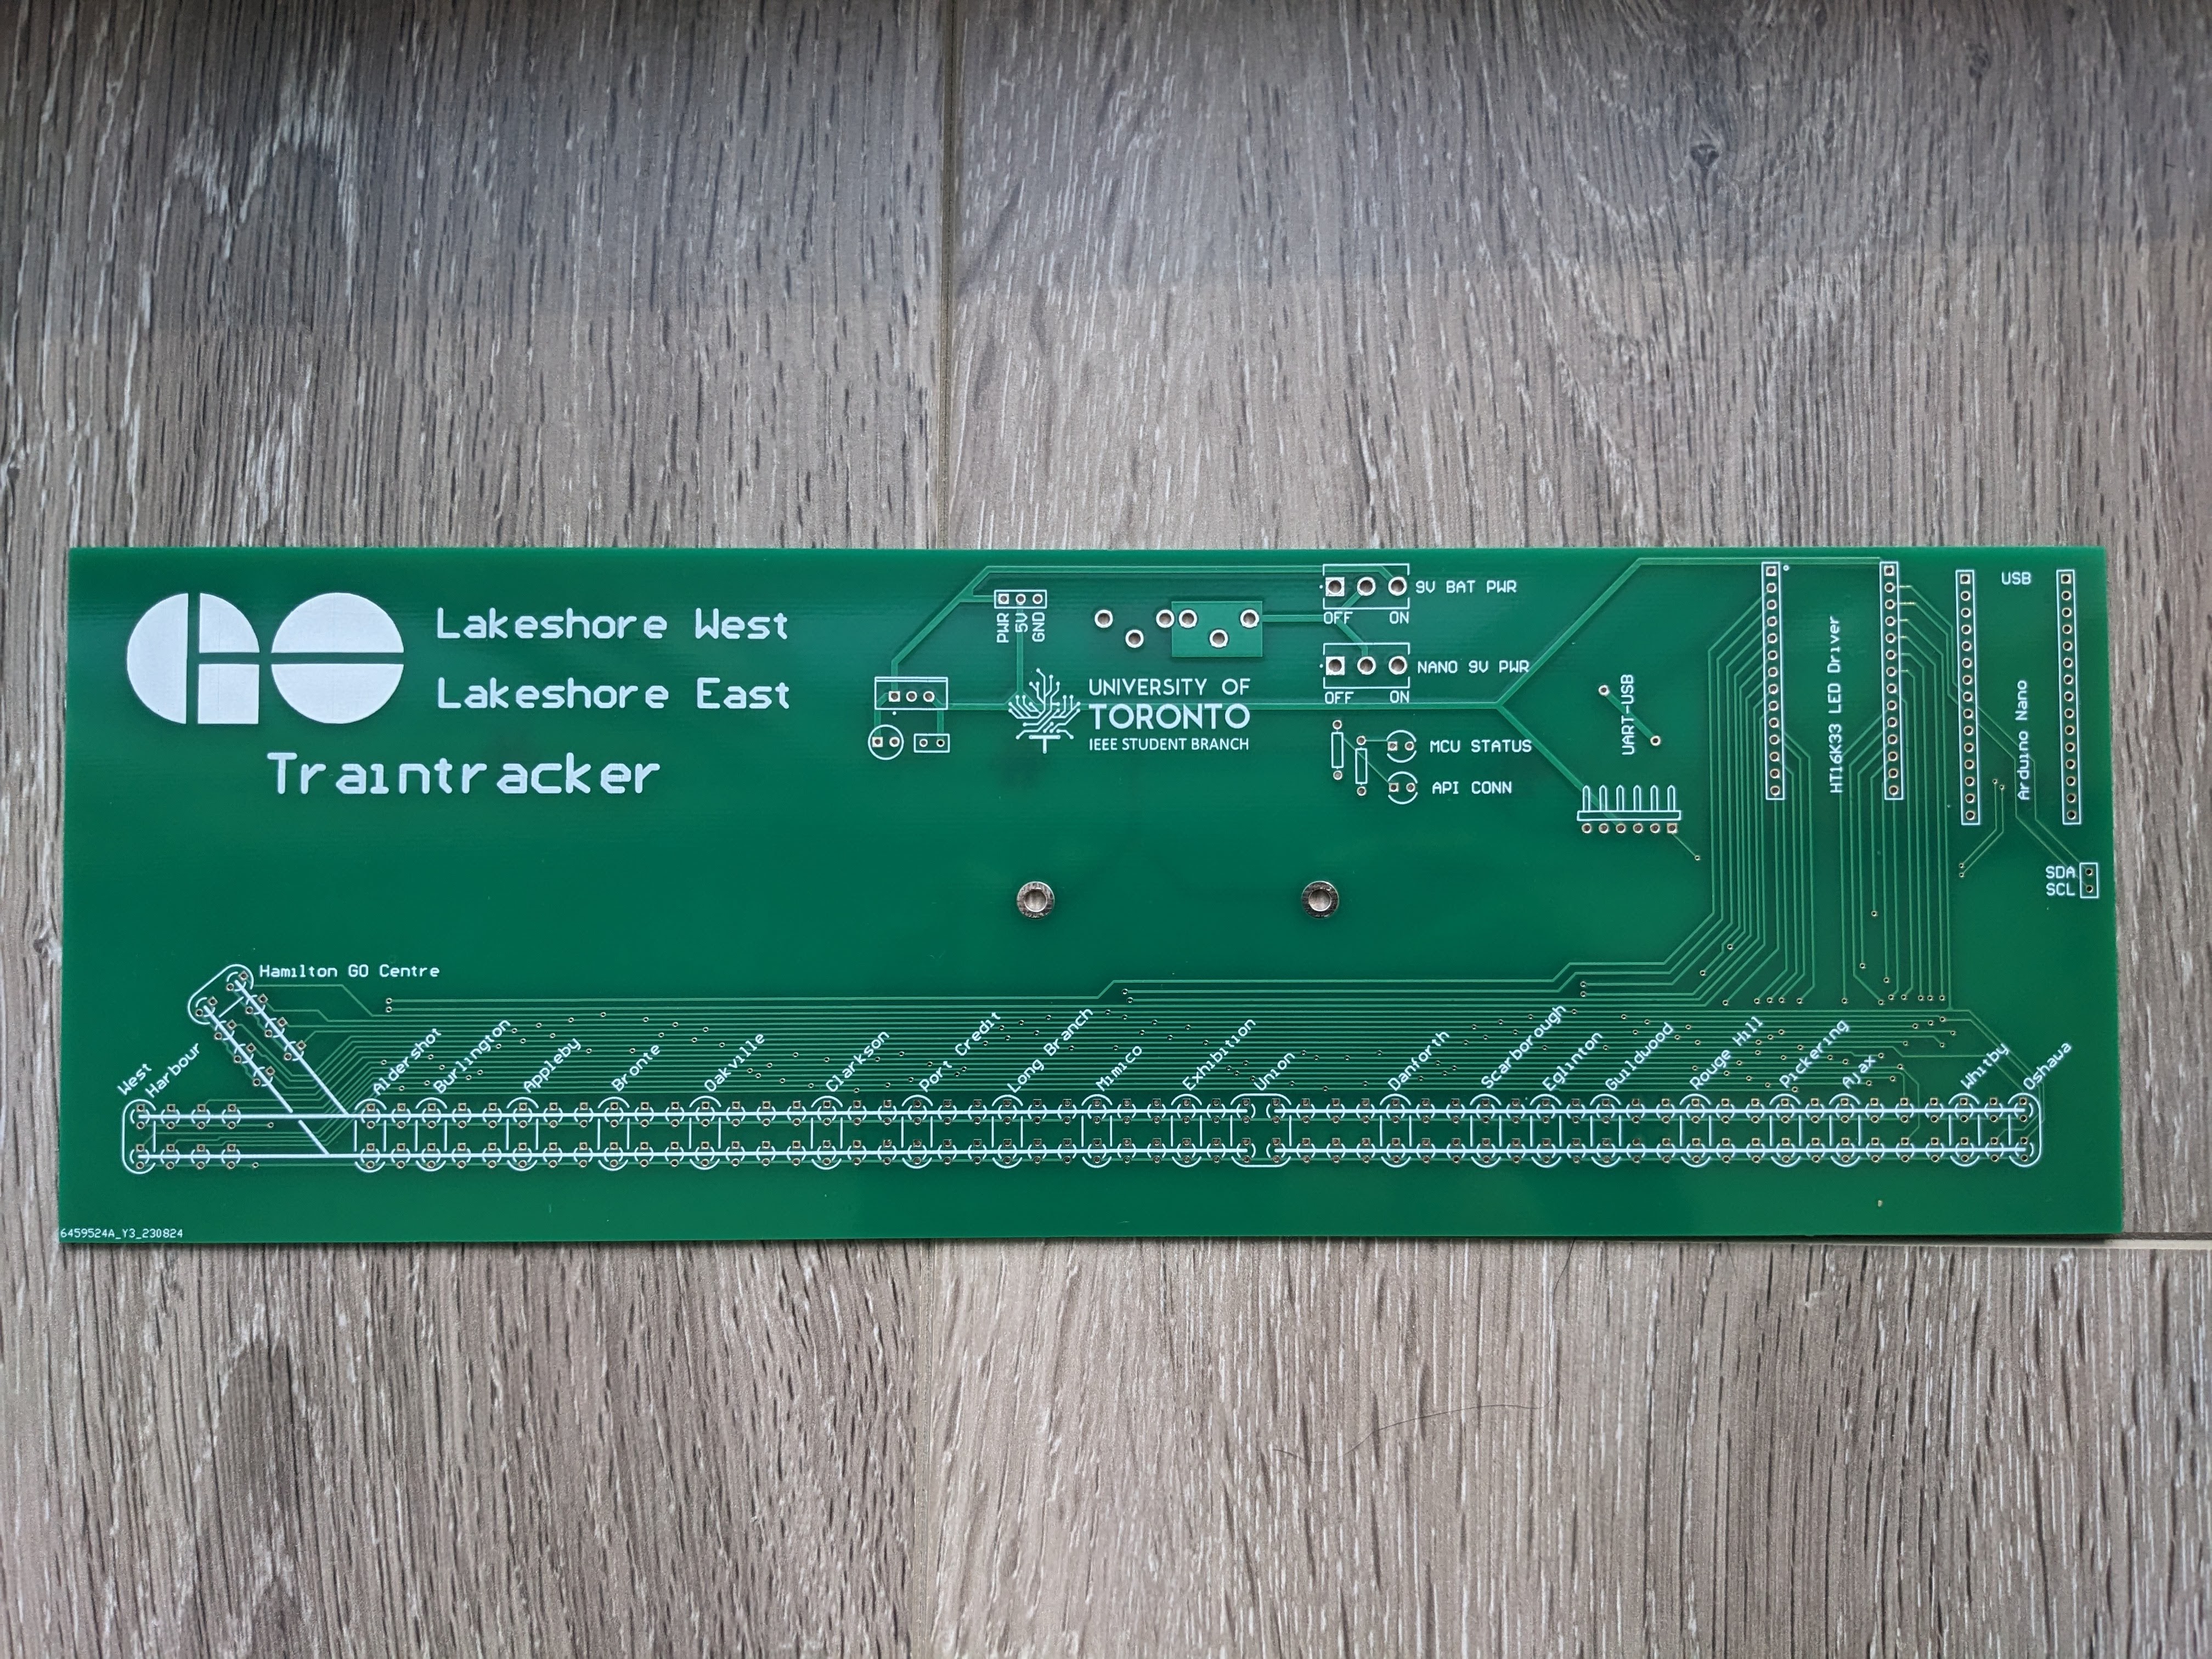 GO
Lakeshore West
Lakeshore East
Traintracker
PWR
5V
GND
UNIVERSITY OF
TORONTO
IEEE STUDENT BRANCH
9V BAT PWR
OFF ON
NANO 9V PWR
OFF ON
MCU STATUS
API CONN
UART-USB
HT16K33 LED Driver
USB
Arduino Nano
SDA
SCL
Hamilton GO Centre
West
Harbour
Aldershot
Burlington
Appleby
Bronte
Oakville
Clarkson
Port Credit
Long Branch
Mimico
Exhibition
Union
Danforth
Scarborough
Eglinton
Guildwood
Rouge Hill
Pickering
Ajax
Whitby
Oshawa
6459524A_Y3_230824